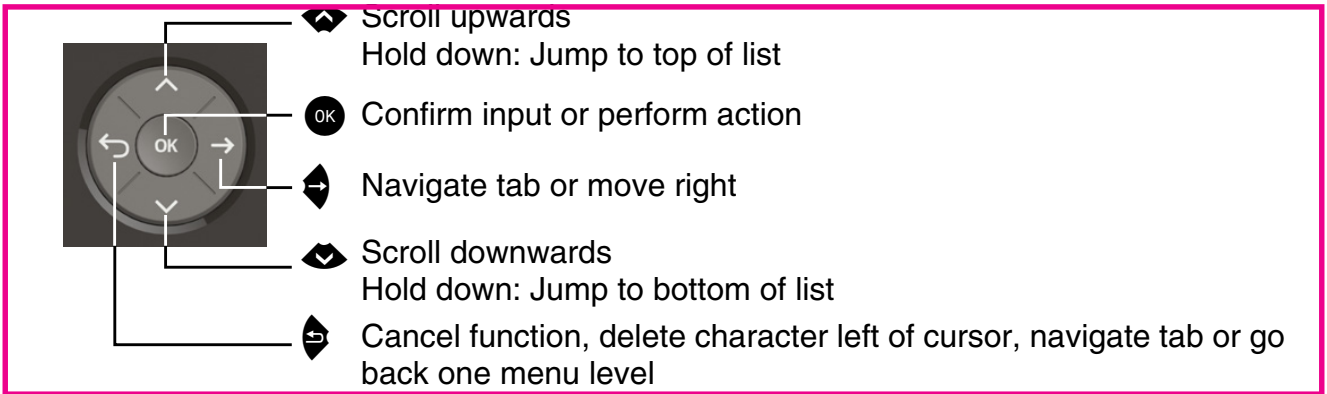 Scroll upwards
Hold down: Jump to top of list
OK
OK Confirm input or perform action
Navigate tab or move right
Scroll downwards
Hold down: Jump to bottom of list
Cancel function, delete character left of cursor, navigate tab or go
back one menu level